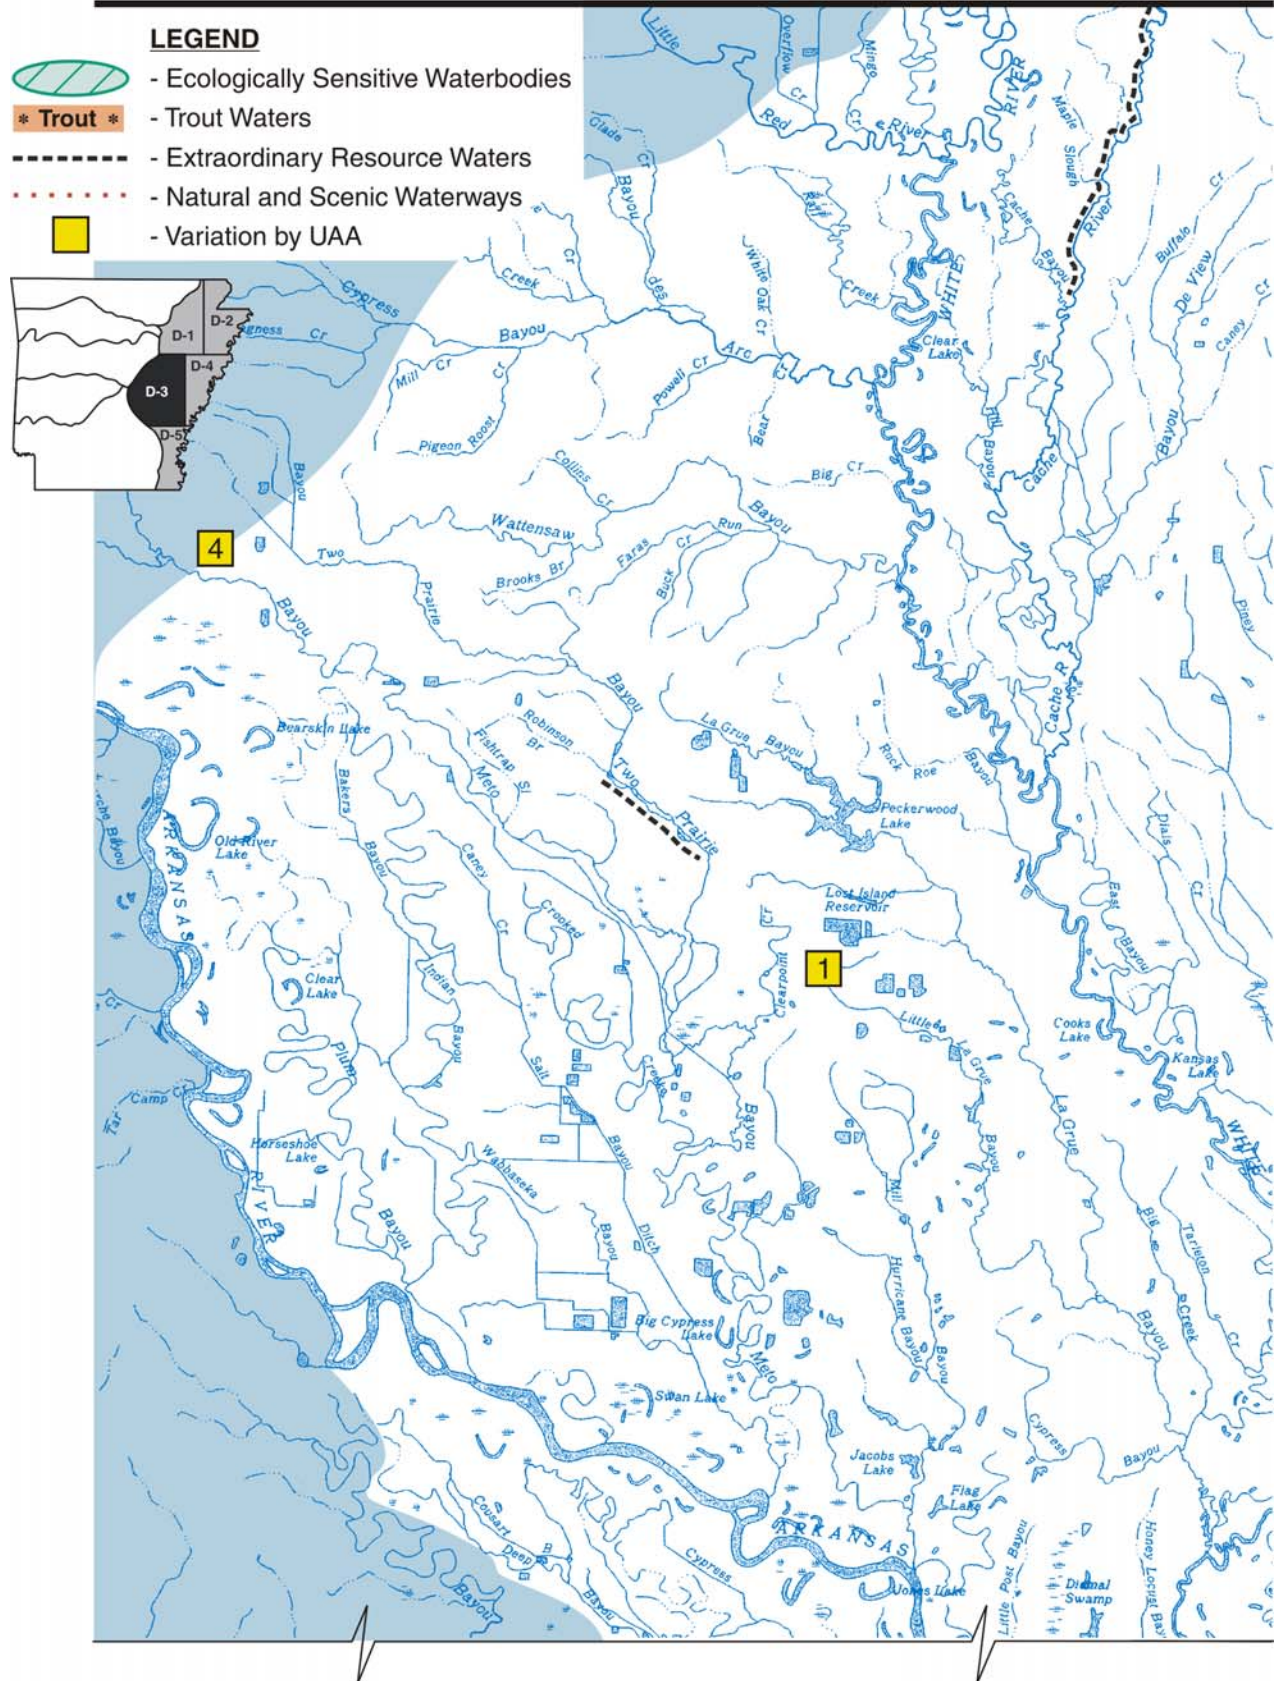 LEGEND
- Ecologically Sensitive Waterbodies
* Trout * - Trout Waters
- Extraordinary Resource Waters
- Natural and Scenic Waterways
- Variation by UAA
D-1
D-2
D-3
D-4
D-5
Little
Overflow
Cr
Mingo
Cr
Red
River
RIVER
Maple
Slough
Glade
Cr
Bayou
des
Cache
Bayou
River
Cr
Buffalo
De View
Caney
Cr
Bayou
Cr
Creek
Cypress
Cr
Bayou
White Oak Cr
Creek
WHITE
Clear
Lake
Arc
Cr
Mill Cr
Cr
Pigeon Roost
Powell Cr
Bear
Bayou
Cache
Bayou
Collins
Cr
Big Cr
Wattensaw
Bayou
Run
Faras
Cr
Buck
Brooks Br
4
Two
Prairie
Bayou
Piney
Cache R
Bayou
Bearskin Lake
Robinson
Br
Fishtrap
Sl
Meto
Two
Prairie
La Grue Bayou
Rock
Roe
Bayou
Peckerwood
Lake
Bakers
Bayou
Caney
Cr
Old River
Lake
ARKANSAS
Crooked
Lost Island
Reservoir
Cr
Clearpoint
1
Dials
Cr
East
Bayou
Clear
Lake
Indian
Bayou
Plum
Salt
Creeks
Little
La Grue
Bayou
Cooks
Lake
Kansas
Lake
Cr
Camp Cr
Tar
Horseshoe
Lake
RIVER
Bayou
Wabbaseka
Bayou
Bayou
Bayou
Ditch
Mill
La Grue
WHITE
Big
Tarleton
Hurricane Bayou
Bayou
Creek
Bayou
Cr
Big Cypress
Lake
Meto
Swan Lake
Cypress
Bayou
Jacobs
Lake
Flag
Lake
Cousart
Deep
B
Bayou
Cypress
Bayou
ARKANSAS
Jones Lake
Little Post Bayou
Dismal
Swamp
Honey Locust Bay